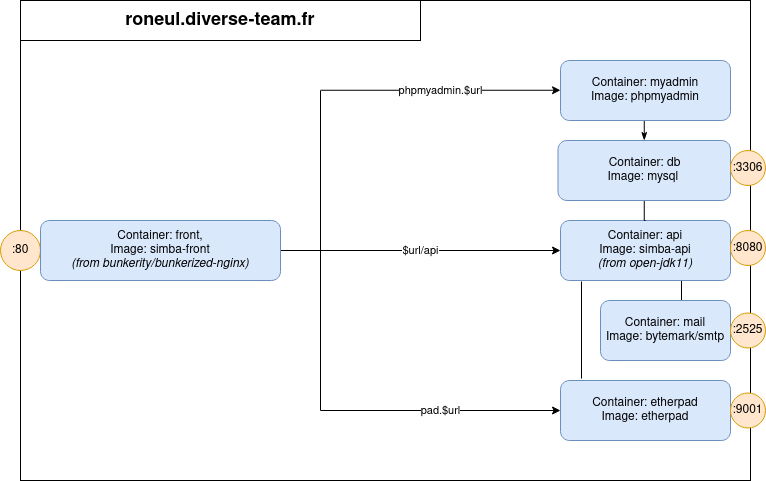 roneul.diverse-team.fr
phpmyadmin.$url
Container: myadmin
Image: phpmyadmin
Container: db
Image: mysql
:3306
:80
Container: front,
Image: simba-front
(from bunkerity/bunkerized-nginx)
$url/api
Container: api
Image: simba-api
(from open-jdk11)
:8080
Container: mail
Image: bytemark/smtp
:2525
pad.$url
Container: etherpad
Image: etherpad
:9001